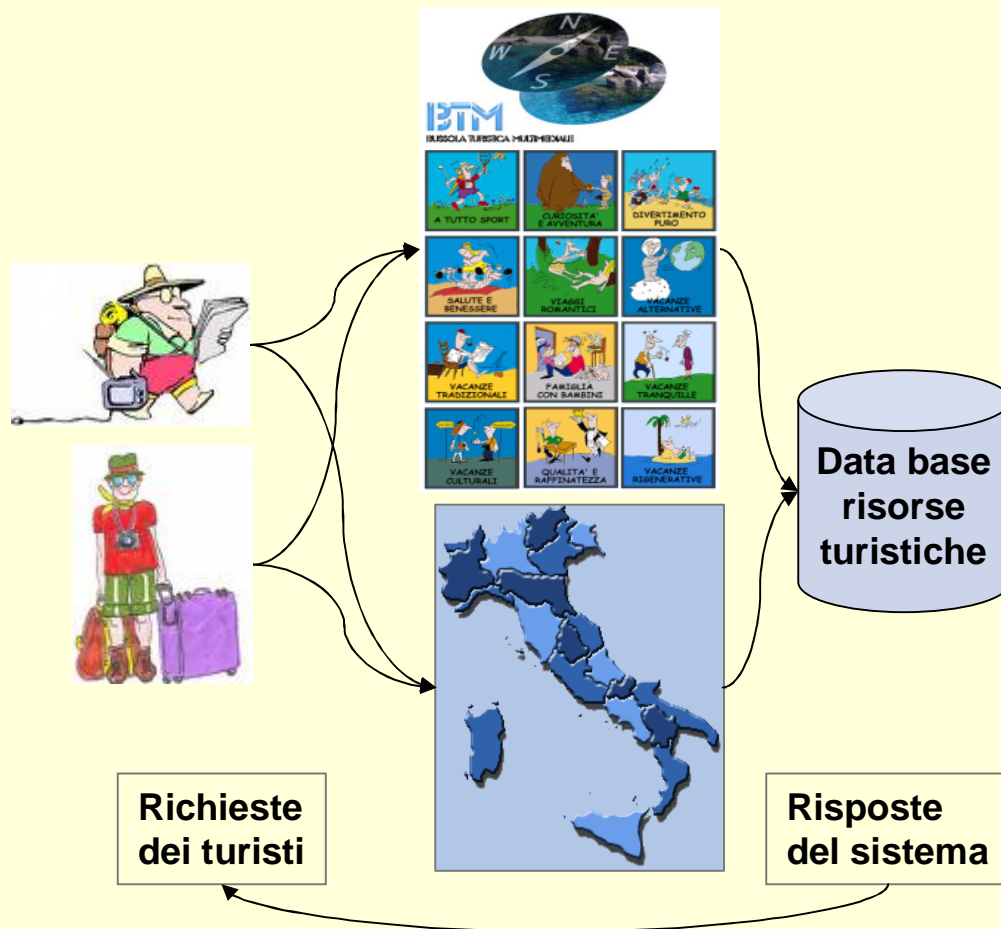 N
W E
S
BTM
BUSSOLA TURISTICA MULTIMEDIALE
A TUTTO SPORT
CURIOSITA'
E AVVENTURA
DIVERTIMENTO
PURO
SALUTE E
BENESSERE
VIAGGI
ROMANTICI
VACANZE
ALTERNATIVE
VACANZE
TRADIZIONALI
FAMIGLIA
CON BAMBINI
VACANZE
TRANQUILLE
VACANZE
CULTURALI
QUALITA' E
RAFFINATEZZA
VACANZE
RIGENERATIVE
Data base
risorse
turistiche
Richieste
dei turisti
Risposte
del sistema